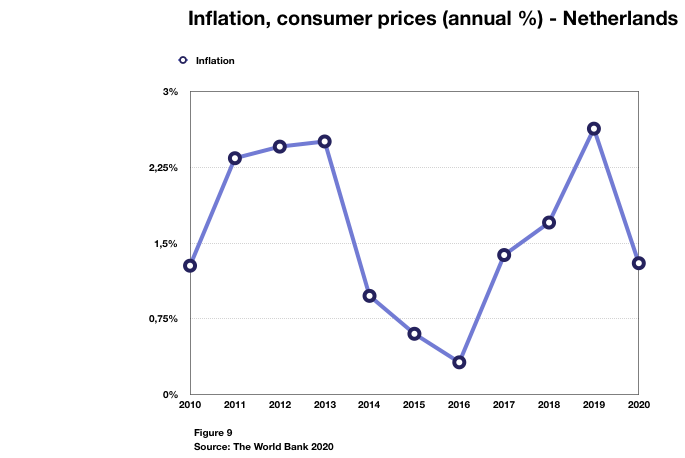 Inflation, consumer prices (annual %) - Netherlands
Inflation
3%
2,25%
1,5%
0,75%
0%
2010 2011 2012 2013 2014 2015 2016 2017 2018 2019 2020
Figure 9
Source: The World Bank 2020